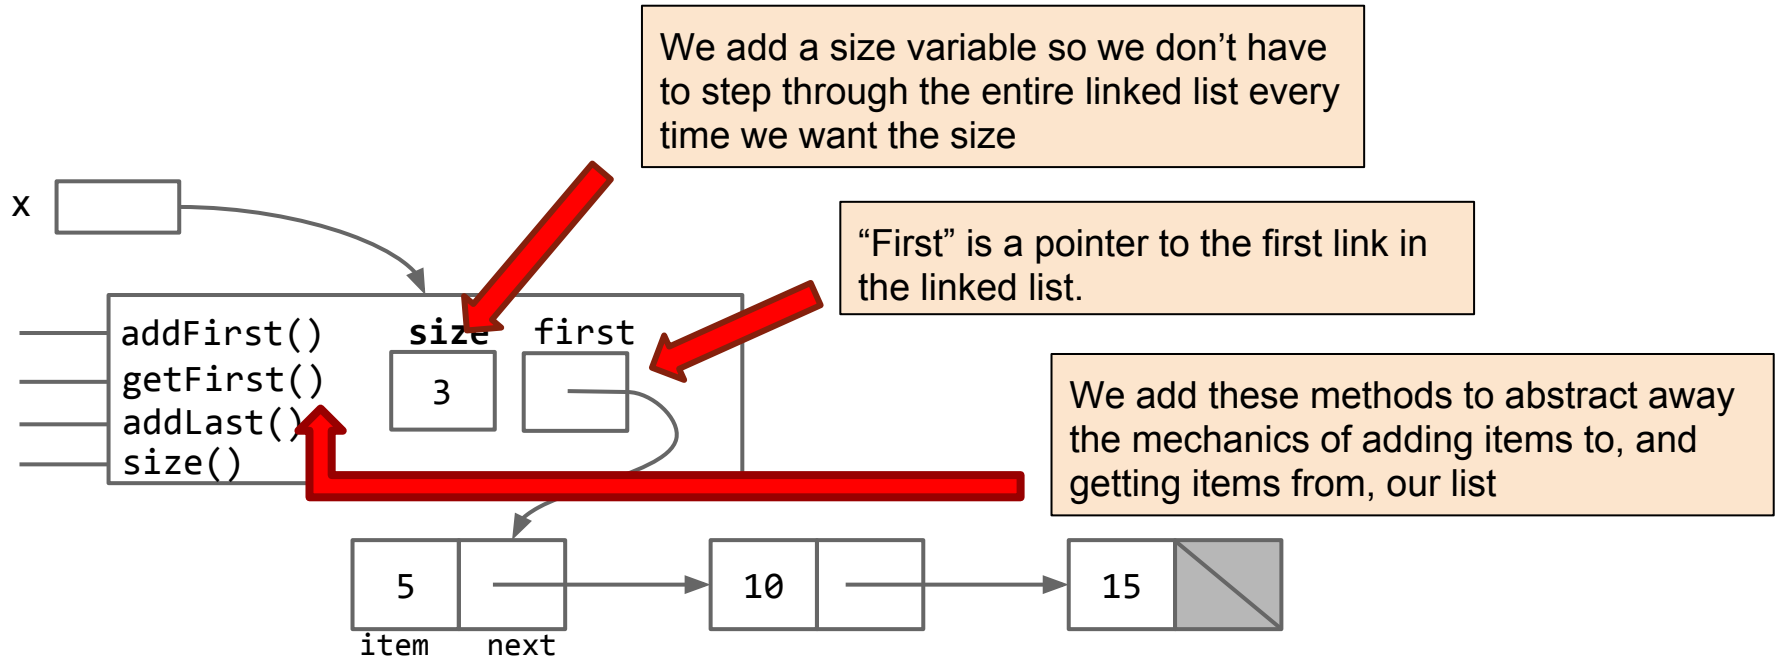 We add a size variable so we don’t have
to step through the entire linked list every
time we want the size
x
“First” is a pointer to the first link in
the linked list.
addFirst()
getFirst()
addLast()
size()
size first
3
We add these methods to abstract away
the mechanics of adding items to, and
getting items from, our list
5 10 15
item next